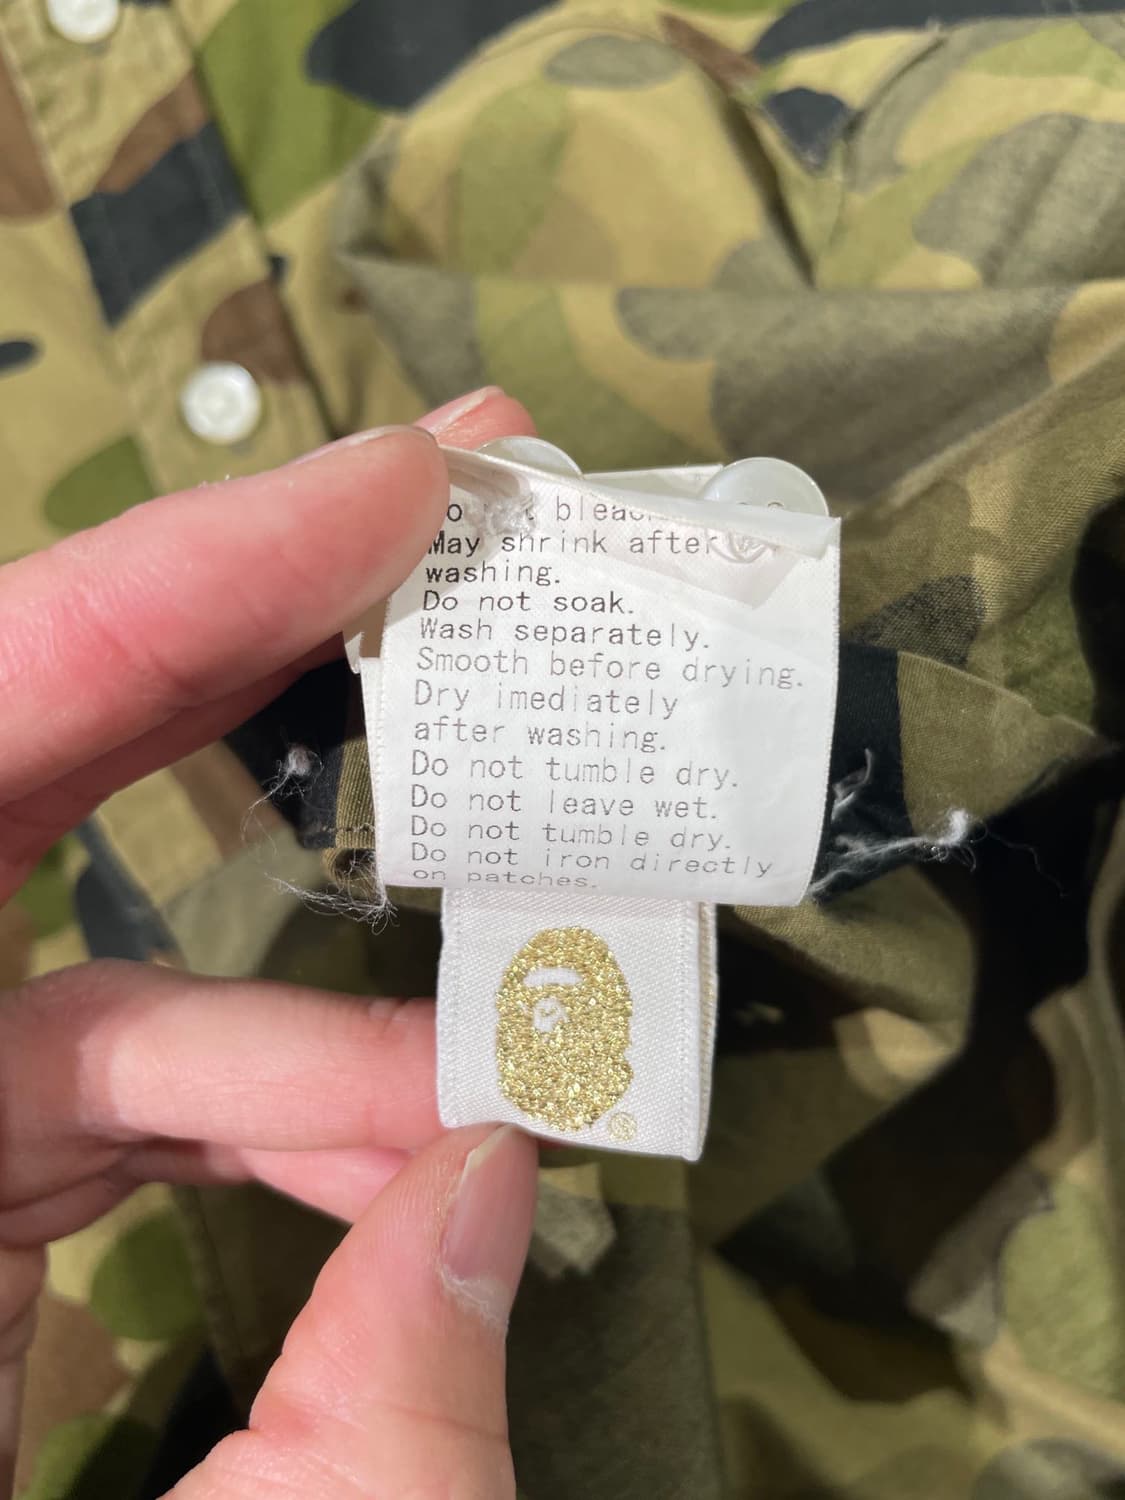 bleac
May shrink after
washing.
Do not soak.
Wash separately.
Smooth before drying.
Dry imediately
after washing.
Do not tumble dry.
Do not leave wet.
Do not tumble dry.
Do not iron directly
on patches.
®